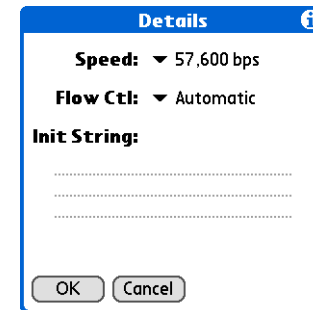 Details
Speed: 57,600 bps
Flow Ctl: Automatic
Init String:
OK Cancel